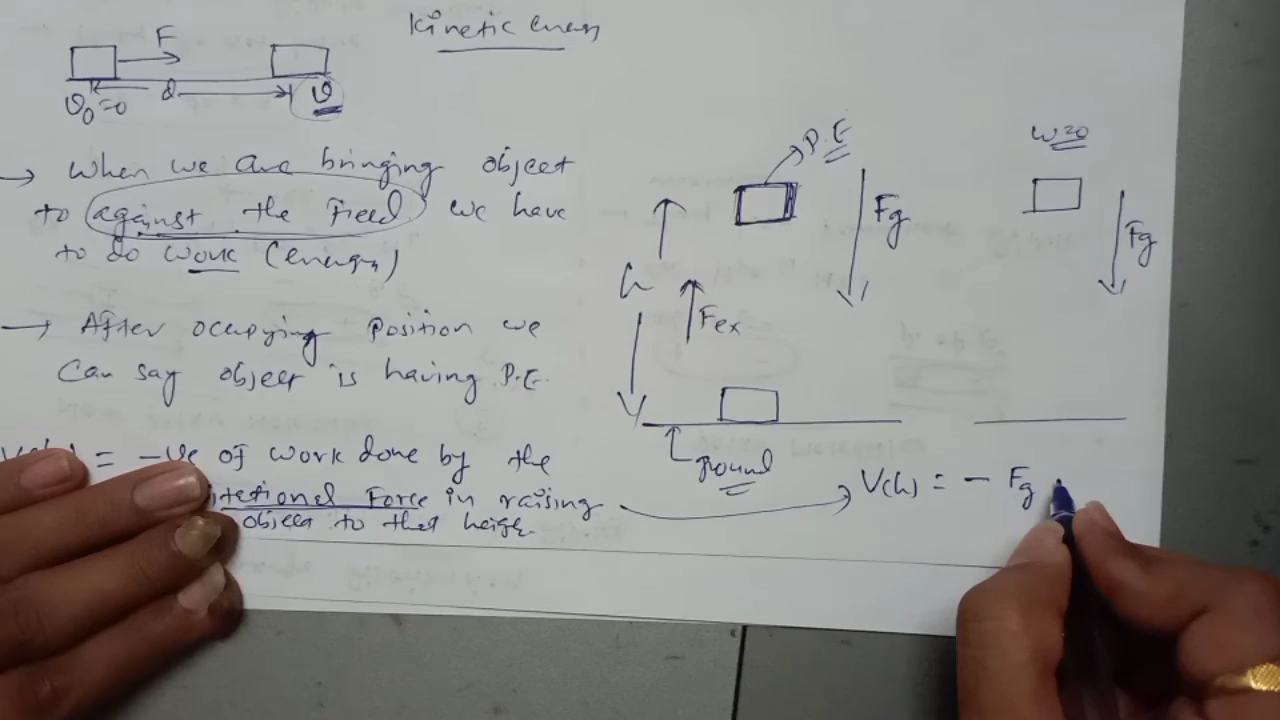 Kinetic energy
F
d
v₀=0
v
→ When we are bringing object
to against the Field we have
to do work (energy)
→ After occupying position we
can say object is having P.E.
= -ve of work done by the
Force in raising
object to that heigh.
P.E
Fg
h
Fex
ground
w=0
Fg
V(h) = - Fg